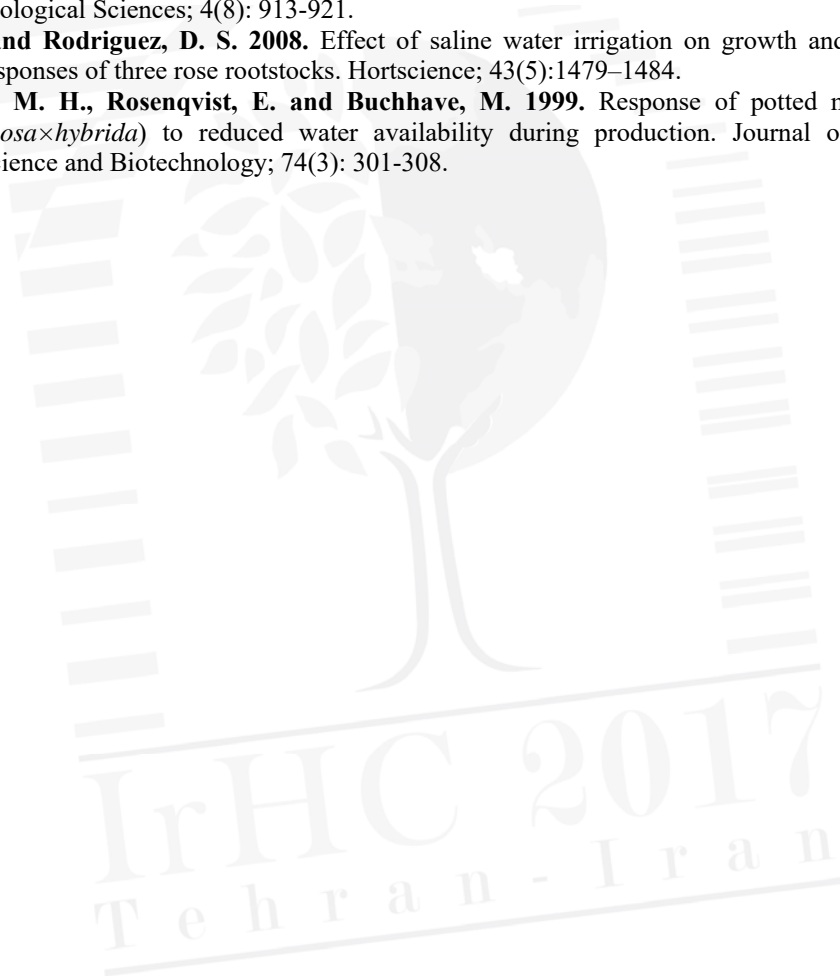 ological Sciences; 4(8): 913-921.
nd Rodriguez, D. S. 2008. Effect of saline water irrigation on growth and
sponses of three rose rootstocks. Hortscience; 43(5):1479–1484.
M. H., Rosenqvist, E. and Buchhave, M. 1999. Response of potted
osa×hybrida) to reduced water availability during production. Journal o
ience and Biotechnology; 74(3): 301-308.
IrHC 2017
Tehran-Iran